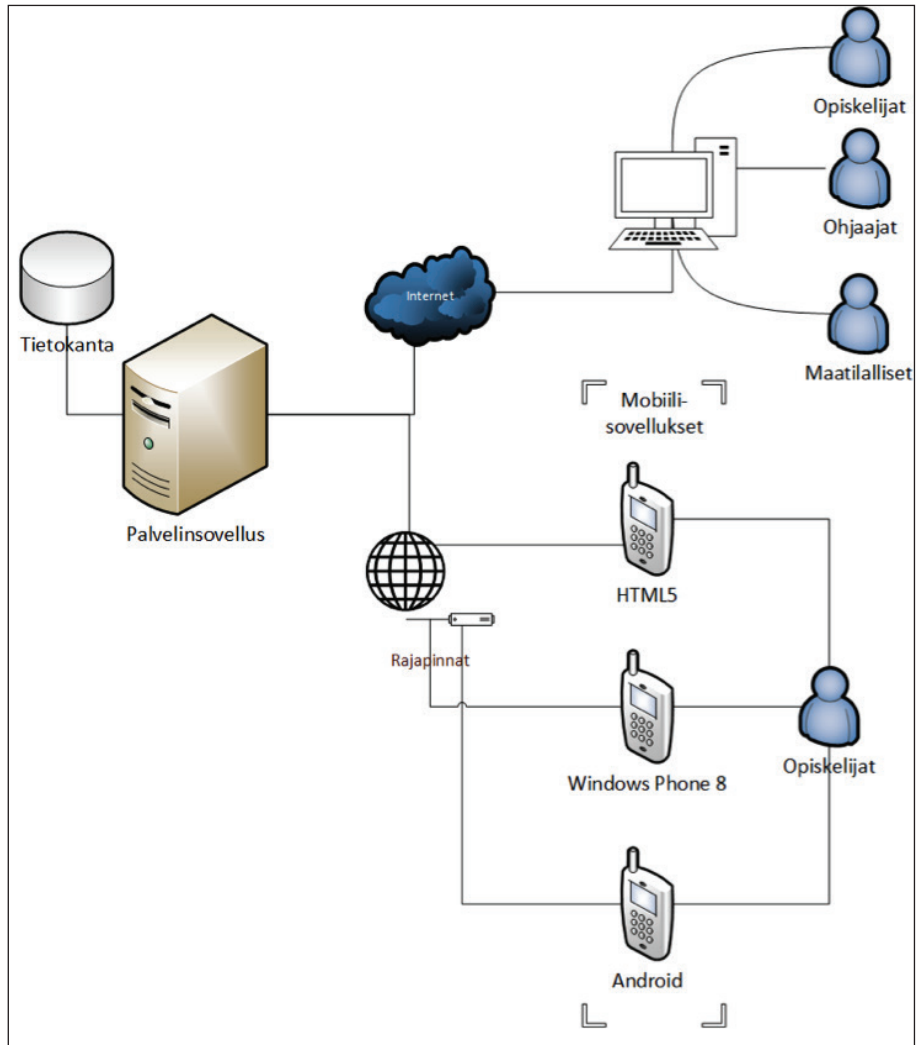 Opiskelijat
Ohjaajat
Internet
Tietokanta
Maatilalliset
Mobiili-
sovellukset
Palvelinsovellus
HTML5
Rajapinnat
Opiskelijat
Windows Phone 8
Android